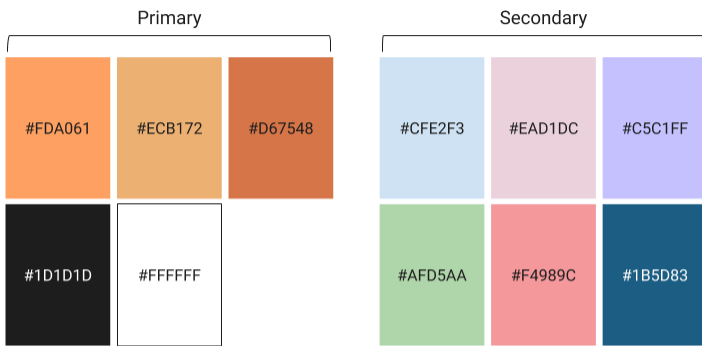 Primary
Secondary
#FDA061
#ECB172
#D67548
#CFE2F3
#EAD1DC
#C5C1FF
#1D1D1D
#FFFFFF
#AFD5AA
#F4989C
#1B5D83